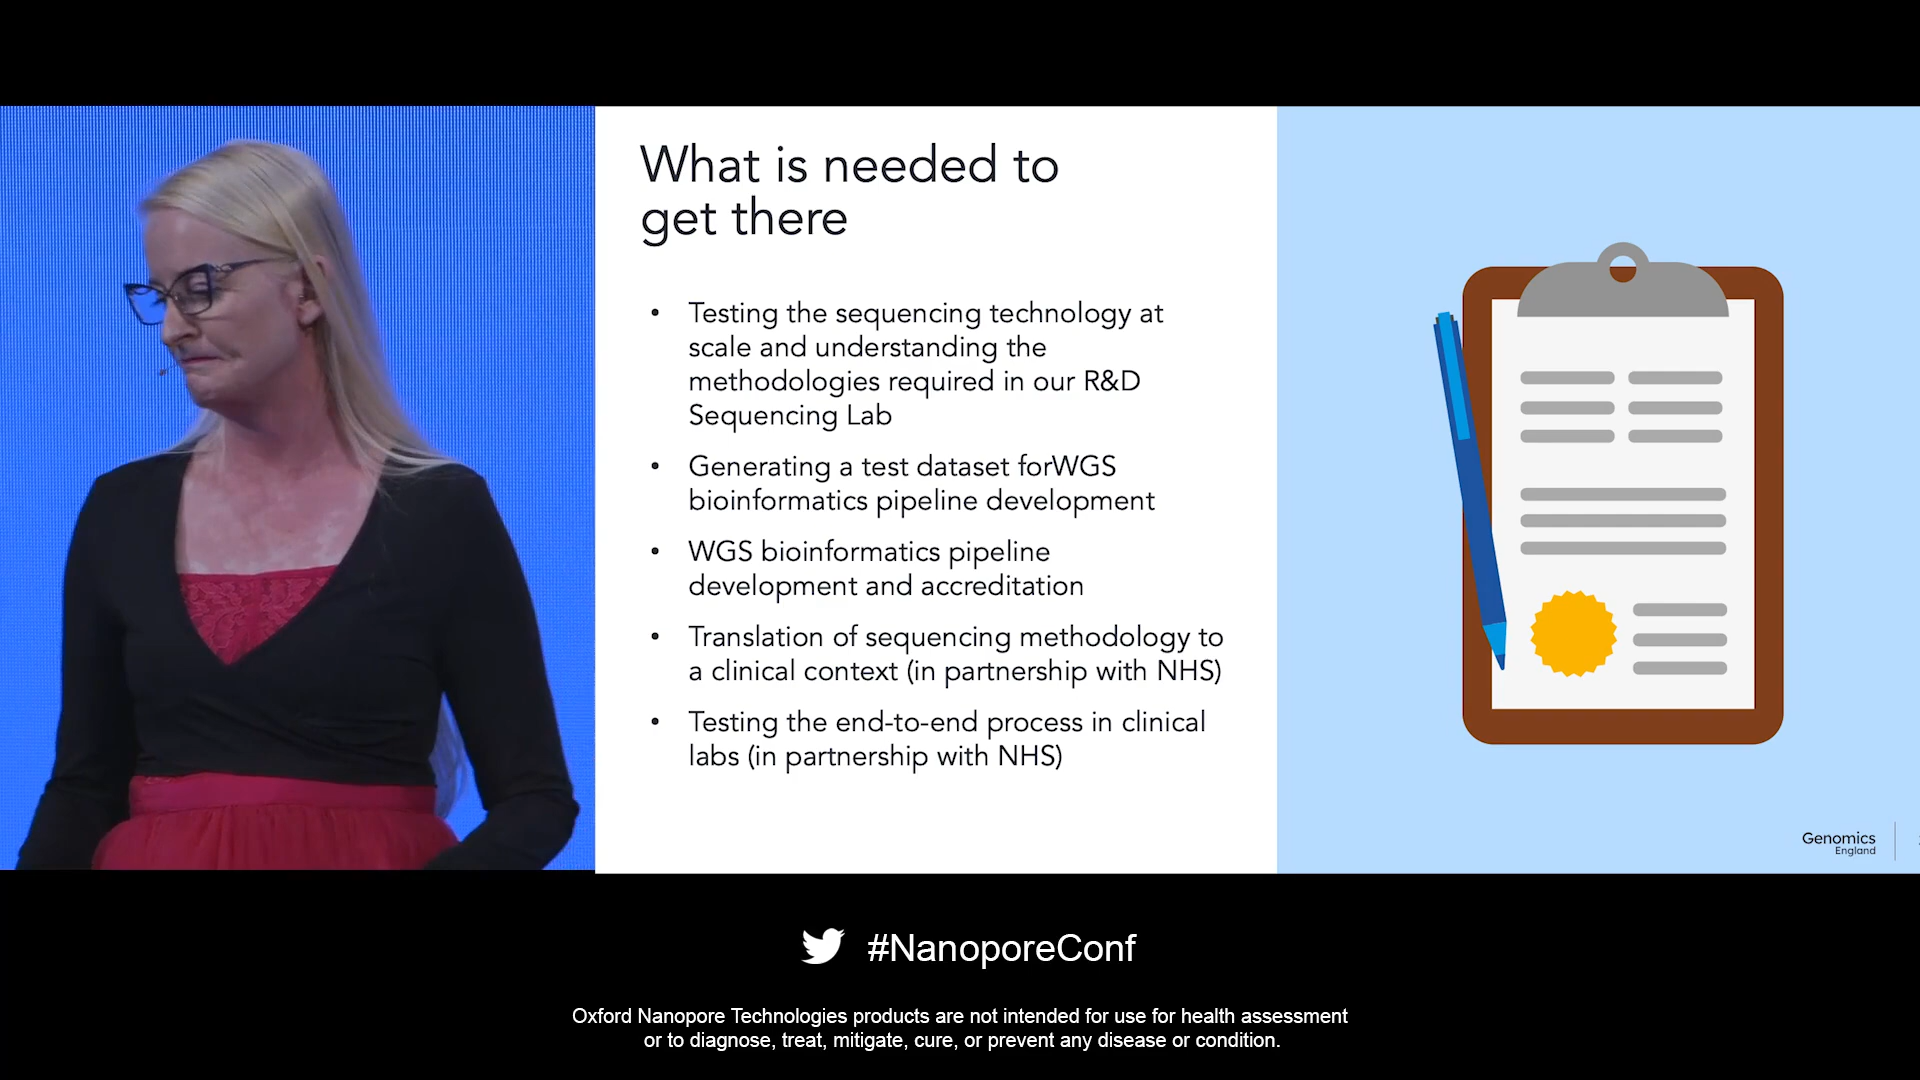 What is needed to
get there
• Testing the sequencing technology at
scale and understanding the
methodologies required in our R&D
Sequencing Lab
• Generating a test dataset forWGS
bioinformatics pipeline development
• WGS bioinformatics pipeline
development and accreditation
• Translation of sequencing methodology to
a clinical context (in partnership with NHS)
• Testing the end-to-end process in clinical
labs (in partnership with NHS)
Genomics
England
#NanoporeConf
Oxford Nanopore Technologies products are not intended for use for health assessment
or to diagnose, treat, mitigate, cure, or prevent any disease or condition.